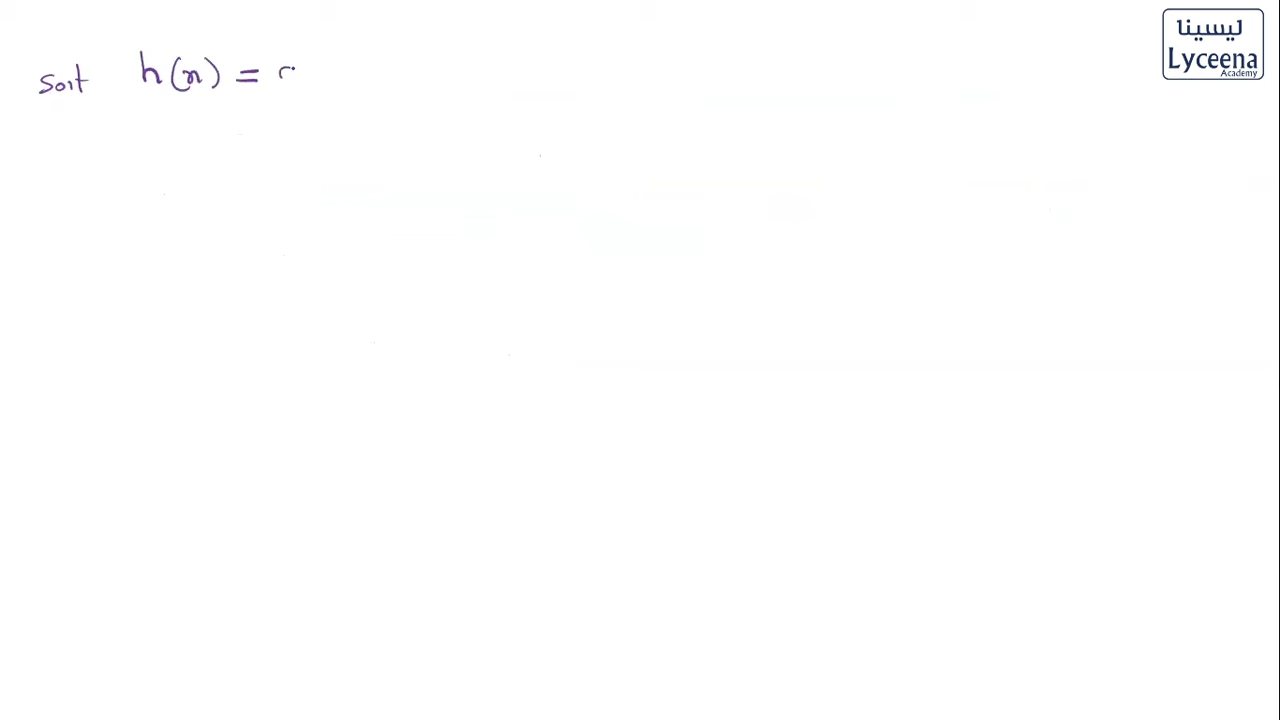 soit h(x) =
ليسينا
Lyceena
Academy